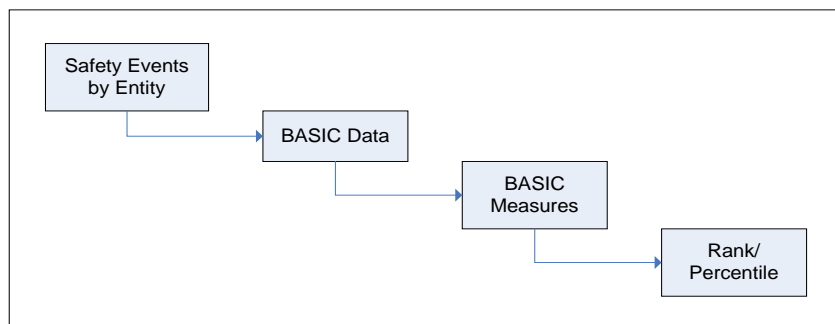 Safety Events
by Entity
BASIC Data
BASIC
Measures
Rank/
Percentile